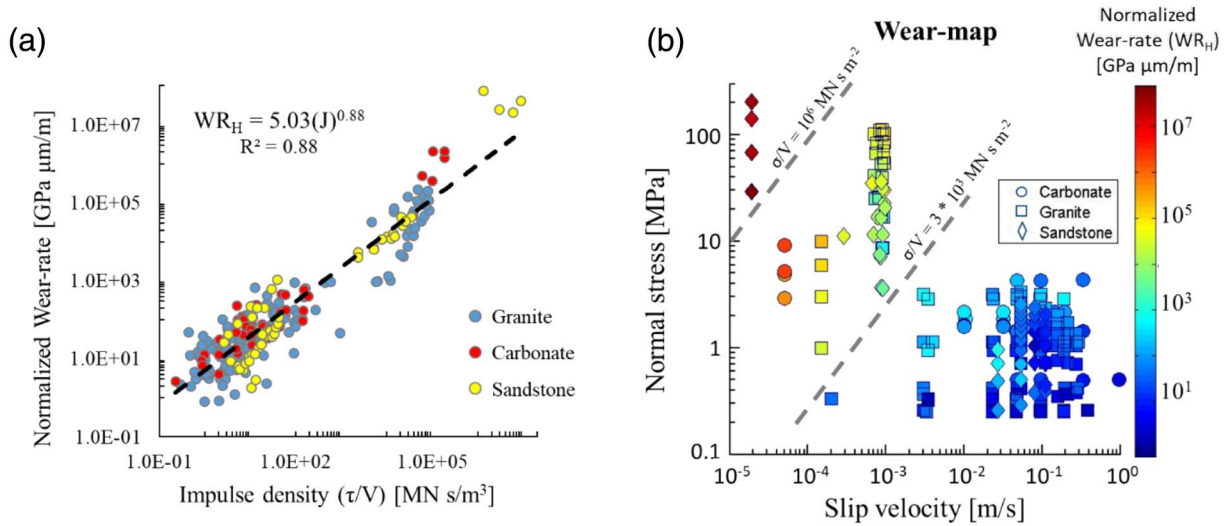 (a)
WR_H = 5.03(J)^0.88
R² = 0.88
Normalized Wear-rate [GPa µm/m]
1.0E+07
1.0E+05
1.0E+03
1.0E+01
1.0E-01
Granite
Carbonate
Sandstone
1.0E-01
1.0E+02
1.0E+05
Impulse density (τ/V) [MN s/m³]
(b)
Wear-map
Normalized
Wear-rate (WR_H)
[GPa µm/m]
σ/V = 10⁶ MN s m⁻²
σ/V = 3 * 10³ MN s m⁻²
Normal stress [MPa]
100
10
1
0.1
Carbonate
Granite
Sandstone
10⁷
10⁵
10³
10¹
10⁻⁵
10⁻⁴
10⁻³
10⁻²
10⁻¹
10⁰
Slip velocity [m/s]